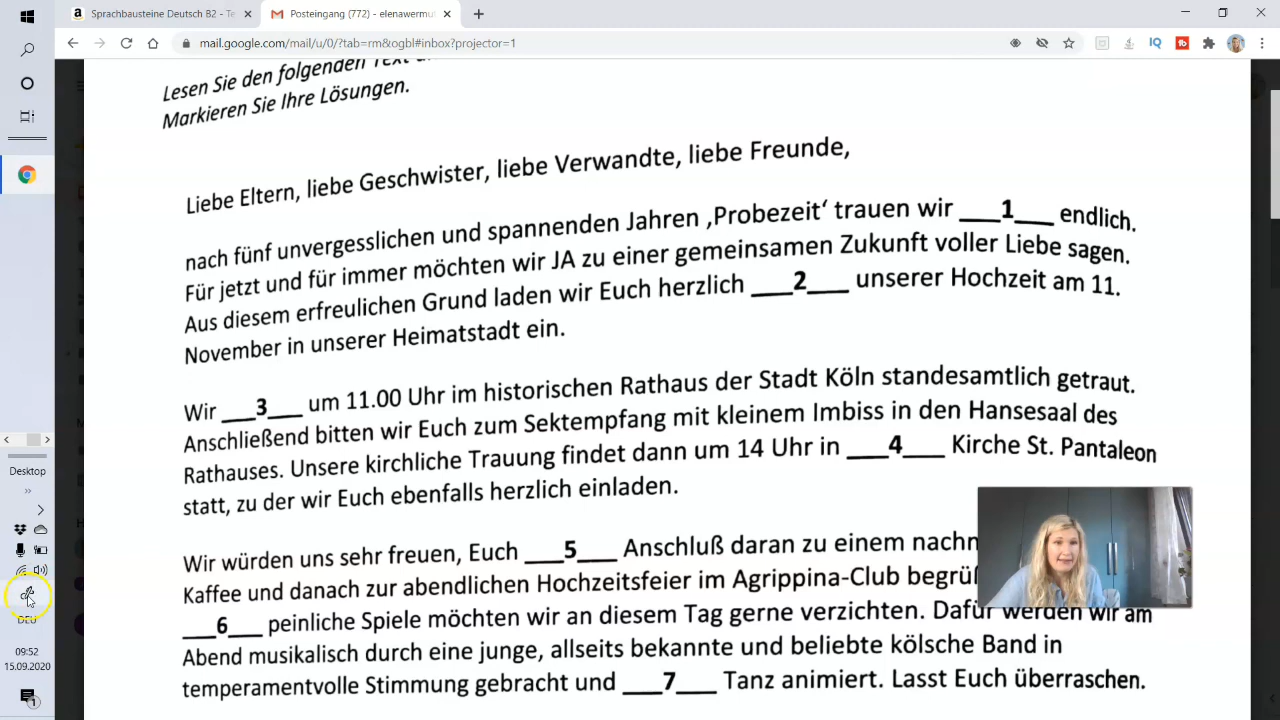 Sprachbausteine Deutsch B2 - Te
Posteingang (772) - elenawermu
mail.google.com/mail/u/0/?tab=rm&ogbl#inbox?projector=1
Lesen Sie den folgenden Text
Markieren Sie Ihre Lösungen.
Liebe Eltern, liebe Geschwister, liebe Verwandte, liebe Freunde,
nach fünf unvergesslichen und spannenden Jahren ‚Probezeit‘ trauen wir ___1___ endlich.
Für jetzt und für immer möchten wir JA zu einer gemeinsamen Zukunft voller Liebe sagen.
Aus diesem erfreulichen Grund laden wir Euch herzlich ___2___ unserer Hochzeit am 11.
November in unserer Heimatstadt ein.
Wir ___3___ um 11.00 Uhr im historischen Rathaus der Stadt Köln standesamtlich getraut.
Anschließend bitten wir Euch zum Sektempfang mit kleinem Imbiss in den Hansesaal des
Rathauses. Unsere kirchliche Trauung findet dann um 14 Uhr in ___4___ Kirche St. Pantaleon
statt, zu der wir Euch ebenfalls herzlich einladen.
Wir würden uns sehr freuen, Euch ___5___ Anschluß daran zu einem nachm
Kaffee und danach zur abendlichen Hochzeitsfeier im Agrippina-Club begrüß
___6___ peinliche Spiele möchten wir an diesem Tag gerne verzichten. Dafür werden wir am
Abend musikalisch durch eine junge, allseits bekannte und beliebte kölsche Band in
temperamentvolle Stimmung gebracht und ___7___ Tanz animiert. Lasst Euch überraschen.
Desktop
09:52
15.09.2020